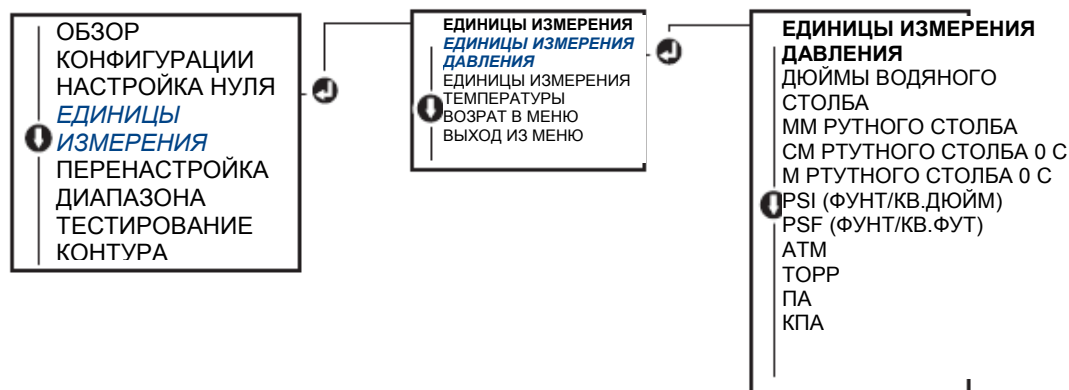 ОБЗОР
КОНФИГУРАЦИИ
НАСТРОЙКА НУЛЯ
ЕДИНИЦЫ
ИЗМЕРЕНИЯ
ПЕРЕНАСТРОЙКА
ДИАПАЗОНА
ТЕСТИРОВАНИЕ
КОНТУРА
ЕДИНИЦЫ ИЗМЕРЕНИЯ
ЕДИНИЦЫ ИЗМЕРЕНИЯ
ДАВЛЕНИЯ
ЕДИНИЦЫ ИЗМЕРЕНИЯ
ТЕМПЕРАТУРЫ
ВОЗРАТ В МЕНЮ
ВЫХОД ИЗ МЕНЮ
ЕДИНИЦЫ ИЗМЕРЕНИЯ
ДАВЛЕНИЯ
ДЮЙМЫ ВОДЯНОГО
СТОЛБА
ММ РУТНОГО СТОЛБА
СМ РТУТНОГО СТОЛБА 0 С
М РТУТНОГО СТОЛБА 0 С
PSI (ФУНТ/КВ.ДЮЙМ)
PSF (ФУНТ/КВ.ФУТ)
АТМ
ТОРР
ПА
КПА